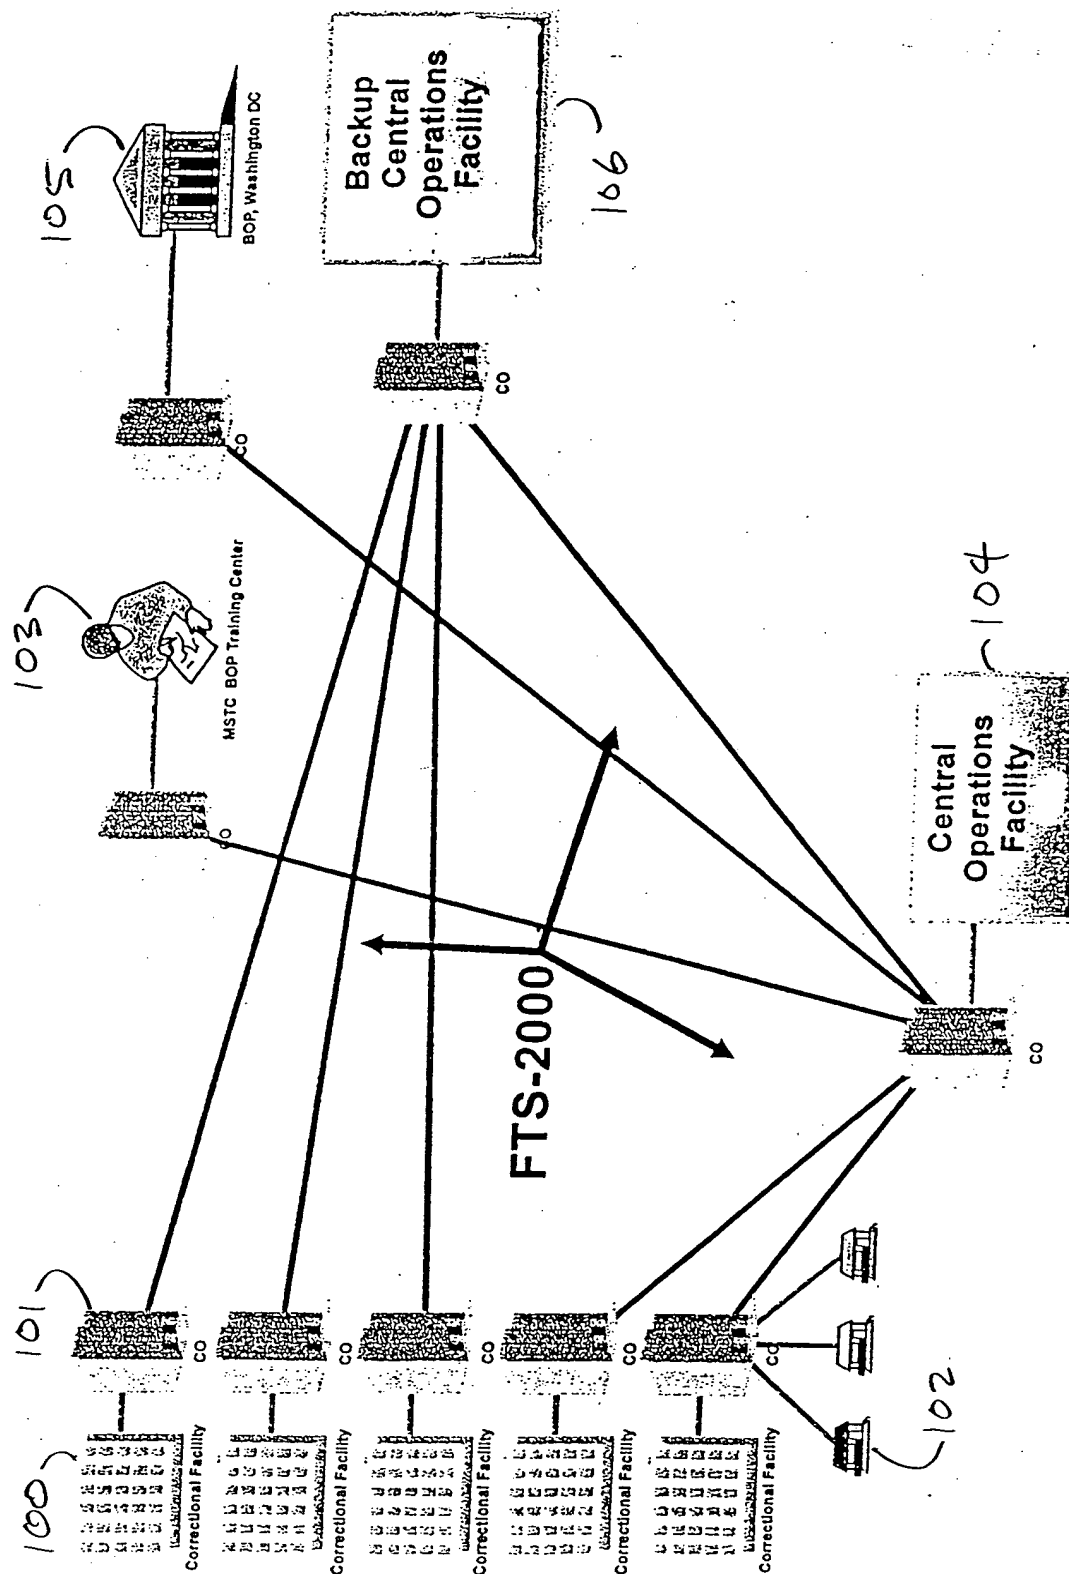 100
101
103
105
Correctional Facility
CO
Correctional Facility
CO
Correctional Facility
CO
Correctional Facility
CO
Correctional Facility
CO
102
CO
MSTC BOP Training Center
CO
BOP, Washington DC
CO
Backup
Central
Operations
Facility
106
FTS-2000
CO
Central
Operations
Facility
104